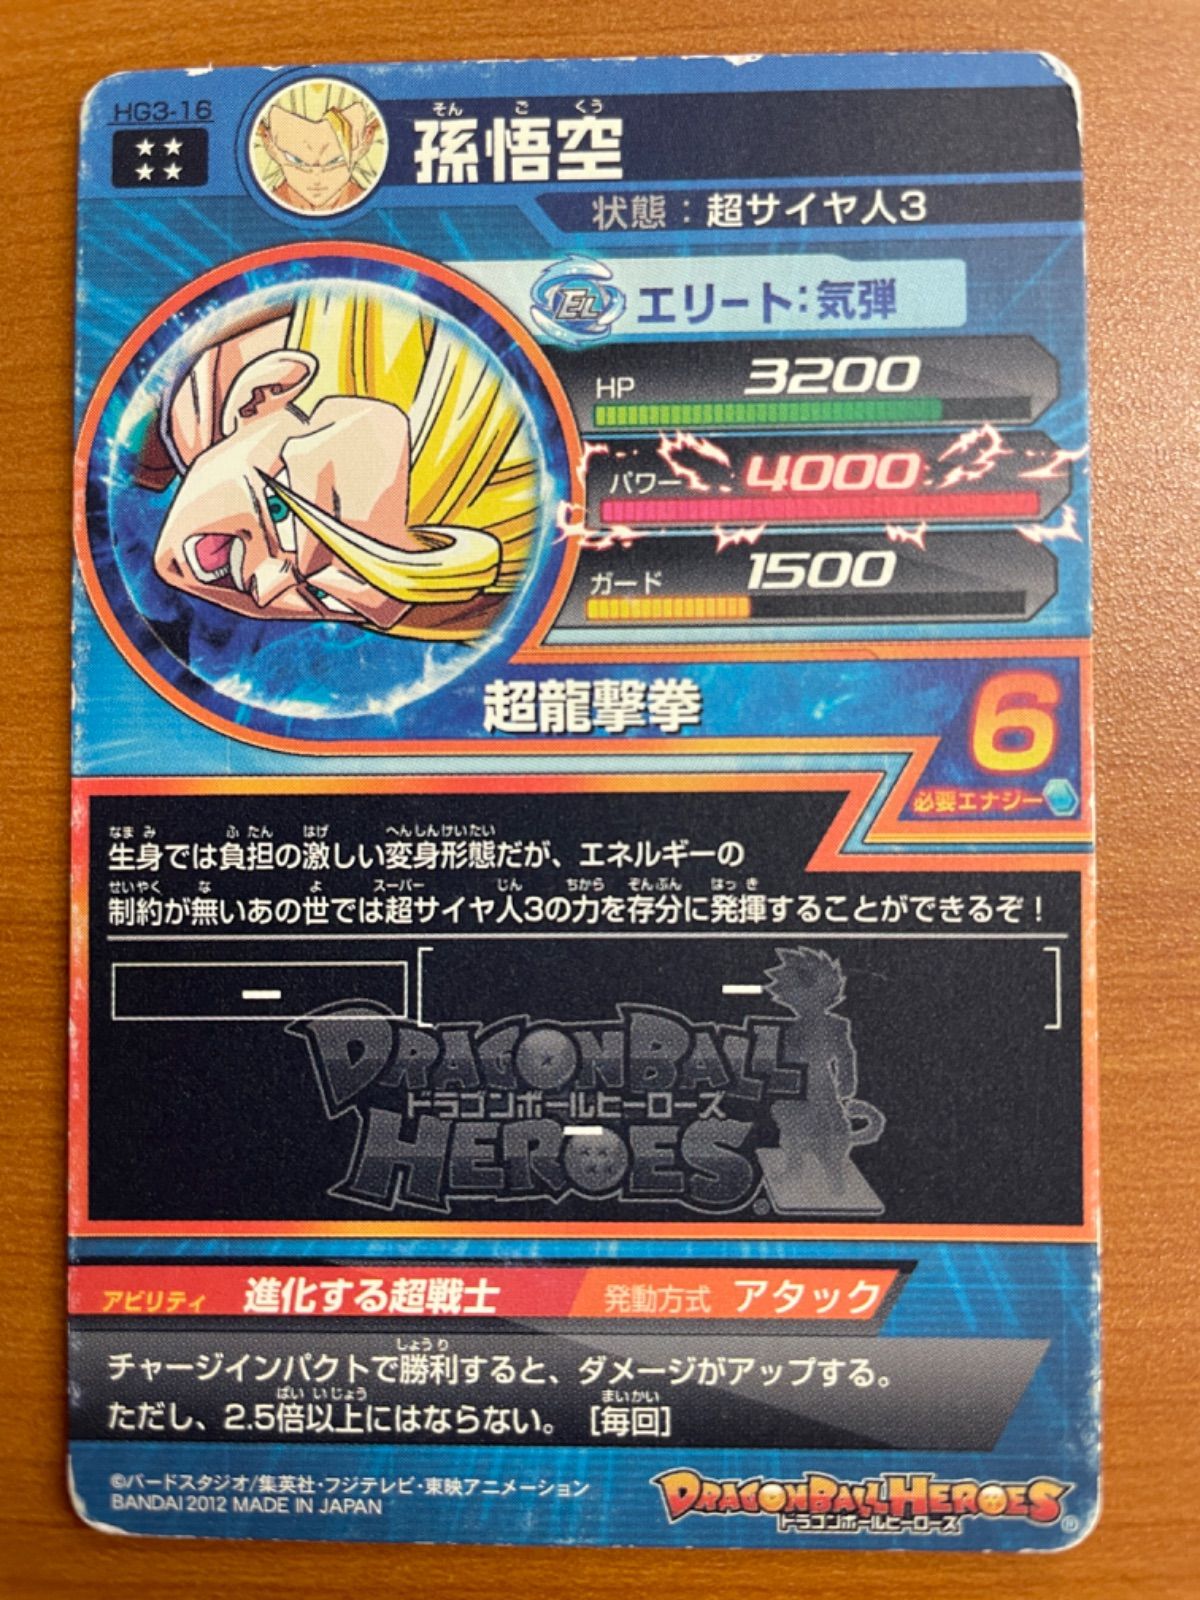 HG3-16
そん ご くう
孫悟空
状態：超サイヤ人3
EL エリート：気弾
HP 3200
パワー 4000
ガード 1500
超龍撃拳
6
必要エナジー
なまみ ふたん はげ へんしんけいたい
生身では負担の激しい変身形態だが、エネルギーの
せいやく な よ スーパー じん ちから ぞんぶん はっき
制約が無いあの世では超サイヤ人3の力を存分に発揮することができるぞ！
ー ー
DRAGONBALL
ドラゴンボールヒーローズ
HEROES
ー
アビリティ 進化する超戦士 発動方式 アタック
しょうり
チャージインパクトで勝利すると、ダメージがアップする。
ばい いじょう まいかい
ただし、2.5倍以上にはならない。［毎回］
©バードスタジオ/集英社・フジテレビ・東映アニメーション
BANDAI 2012 MADE IN JAPAN
DRAGONBALL HEROES
ドラゴンボールヒーローズ